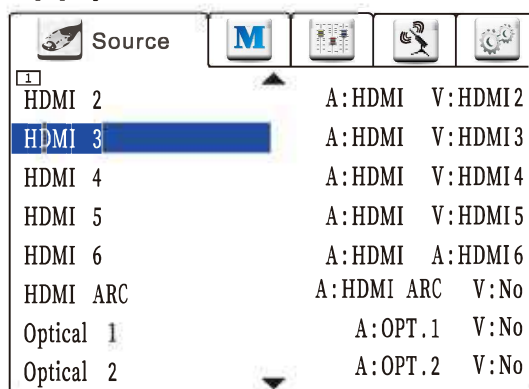 Source M
1
HDMI 2 A:HDMI V:HDMI2
HDMI 3 A:HDMI V:HDMI3
HDMI 4 A:HDMI V:HDMI4
HDMI 5 A:HDMI V:HDMI5
HDMI 6 A:HDMI A:HDMI6
HDMI ARC A:HDMI ARC V:No
Optical 1 A:OPT.1 V:No
Optical 2 A:OPT.2 V:No